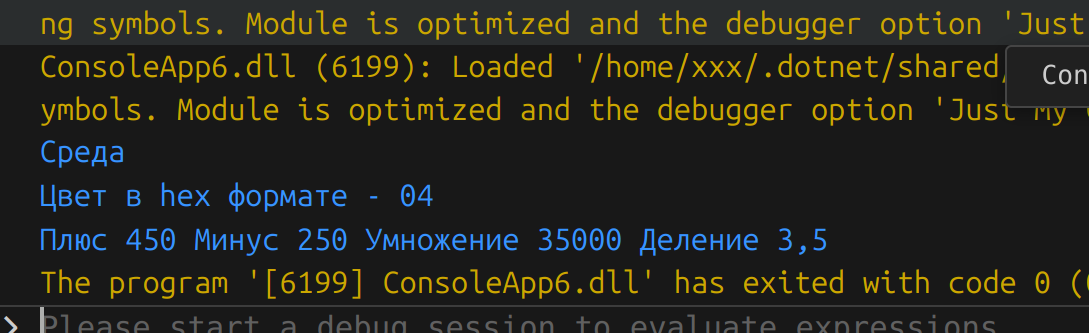 ng symbols. Module is optimized and the debugger option 'Just
ConsoleApp6.dll (6199): Loaded '/home/xxx/.dotnet/shared/
Con
ymbols. Module is optimized and the debugger option 'Just My
Среда
Цвет в hex формате - 04
Плюс 450 Минус 250 Умножение 35000 Деление 3,5
The program '[6199] ConsoleApp6.dll' has exited with code 0 (
Please start a debug session to evaluate expressions